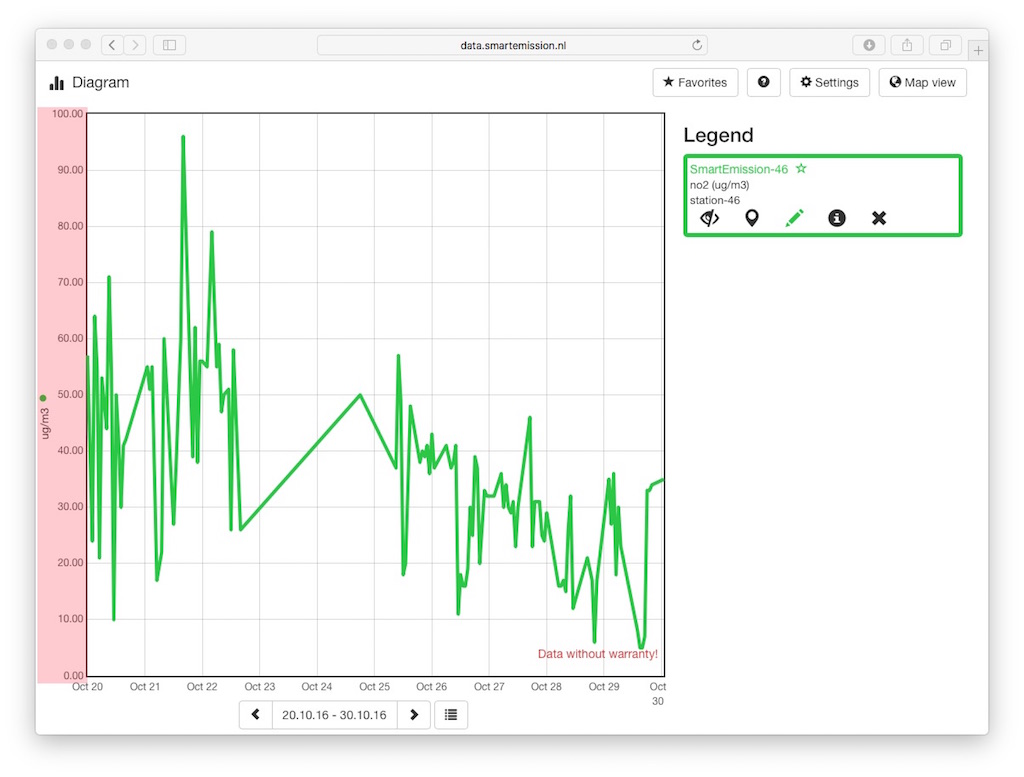 data.smartemission.nl
Diagram
Favorites
Settings
Map view
100.00
90.00
80.00
70.00
60.00
50.00
40.00
30.00
20.00
10.00
0.00
ug/m3
Oct 20 Oct 21 Oct 22 Oct 23 Oct 24 Oct 25 Oct 26 Oct 27 Oct 28 Oct 29 Oct 30
Data without warranty!
20.10.16 - 30.10.16
Legend
SmartEmission-46
no2 (ug/m3)
station-46